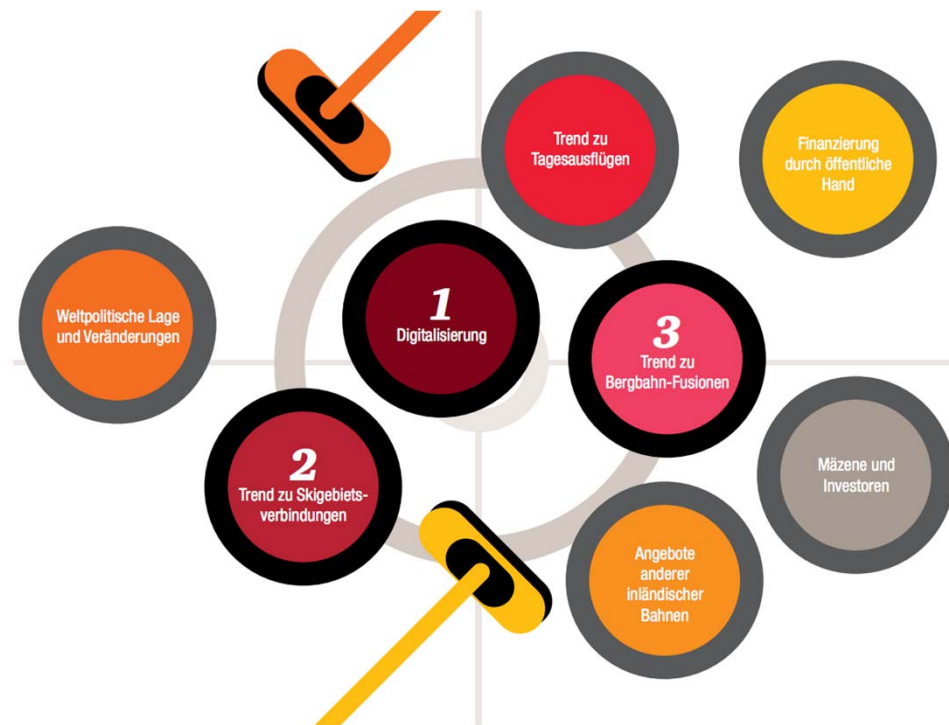 Trend zu
Tagesausflügen
Finanzierung
durch öffentliche
Hand
Weltpolitische Lage
und Veränderungen
1
Digitalisierung
3
Trend zu
Bergbahn-Fusionen
2
Trend zu Skigebiets-
verbindungen
Mäzene und
Investoren
Angebote
anderer
inländischer
Bahnen